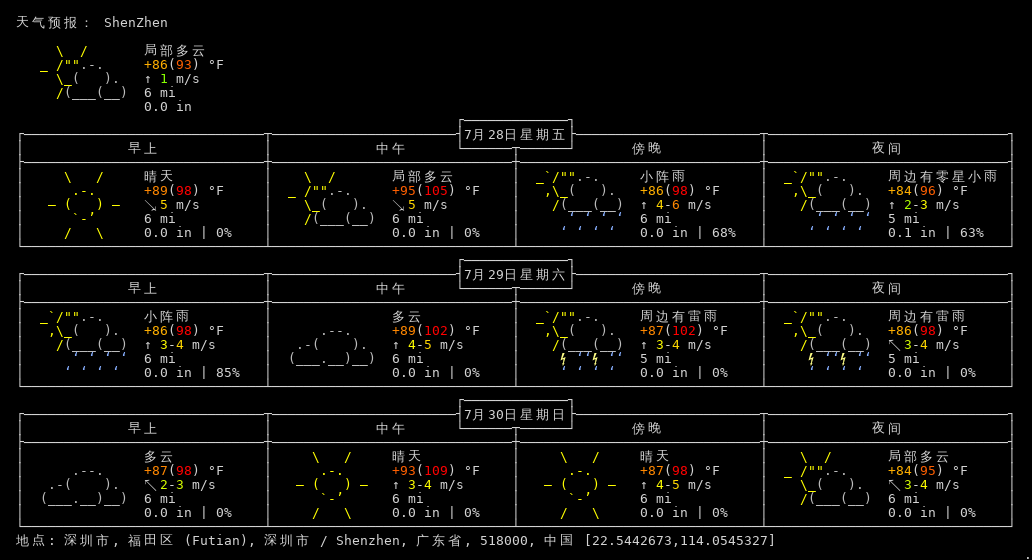 天气预报： ShenZhen
局部多云
+86(93) °F
↑ 1 m/s
6 mi
0.0 in
7月28日星期五
早上 中午 傍晚 夜间
晴天 局部多云 小阵雨 周边有零星小雨
+89(98) °F +95(105) °F +86(98) °F +84(96) °F
↘ 5 m/s ↘ 5 m/s ↑ 4-6 m/s ↑ 2-3 m/s
6 mi 6 mi 6 mi 5 mi
0.0 in | 0% 0.0 in | 0% 0.0 in | 68% 0.1 in | 63%
7月29日星期六
早上 中午 傍晚 夜间
小阵雨 多云 周边有雷雨 周边有雷雨
+86(98) °F +89(102) °F +87(102) °F +86(98) °F
↑ 3-4 m/s ↑ 4-5 m/s ↑ 3-4 m/s ↖ 3-4 m/s
6 mi 6 mi 5 mi 5 mi
0.0 in | 85% 0.0 in | 0% 0.0 in | 0% 0.0 in | 0%
7月30日星期日
早上 中午 傍晚 夜间
多云 晴天 晴天 局部多云
+87(98) °F +93(109) °F +87(98) °F +84(95) °F
↖ 2-3 m/s ↑ 3-4 m/s ↑ 4-5 m/s ↖ 3-4 m/s
6 mi 6 mi 6 mi 6 mi
0.0 in | 0% 0.0 in | 0% 0.0 in | 0% 0.0 in | 0%
地点: 深圳市, 福田区 (Futian), 深圳市 / Shenzhen, 广东省, 518000, 中国 [22.5442673,114.0545327]